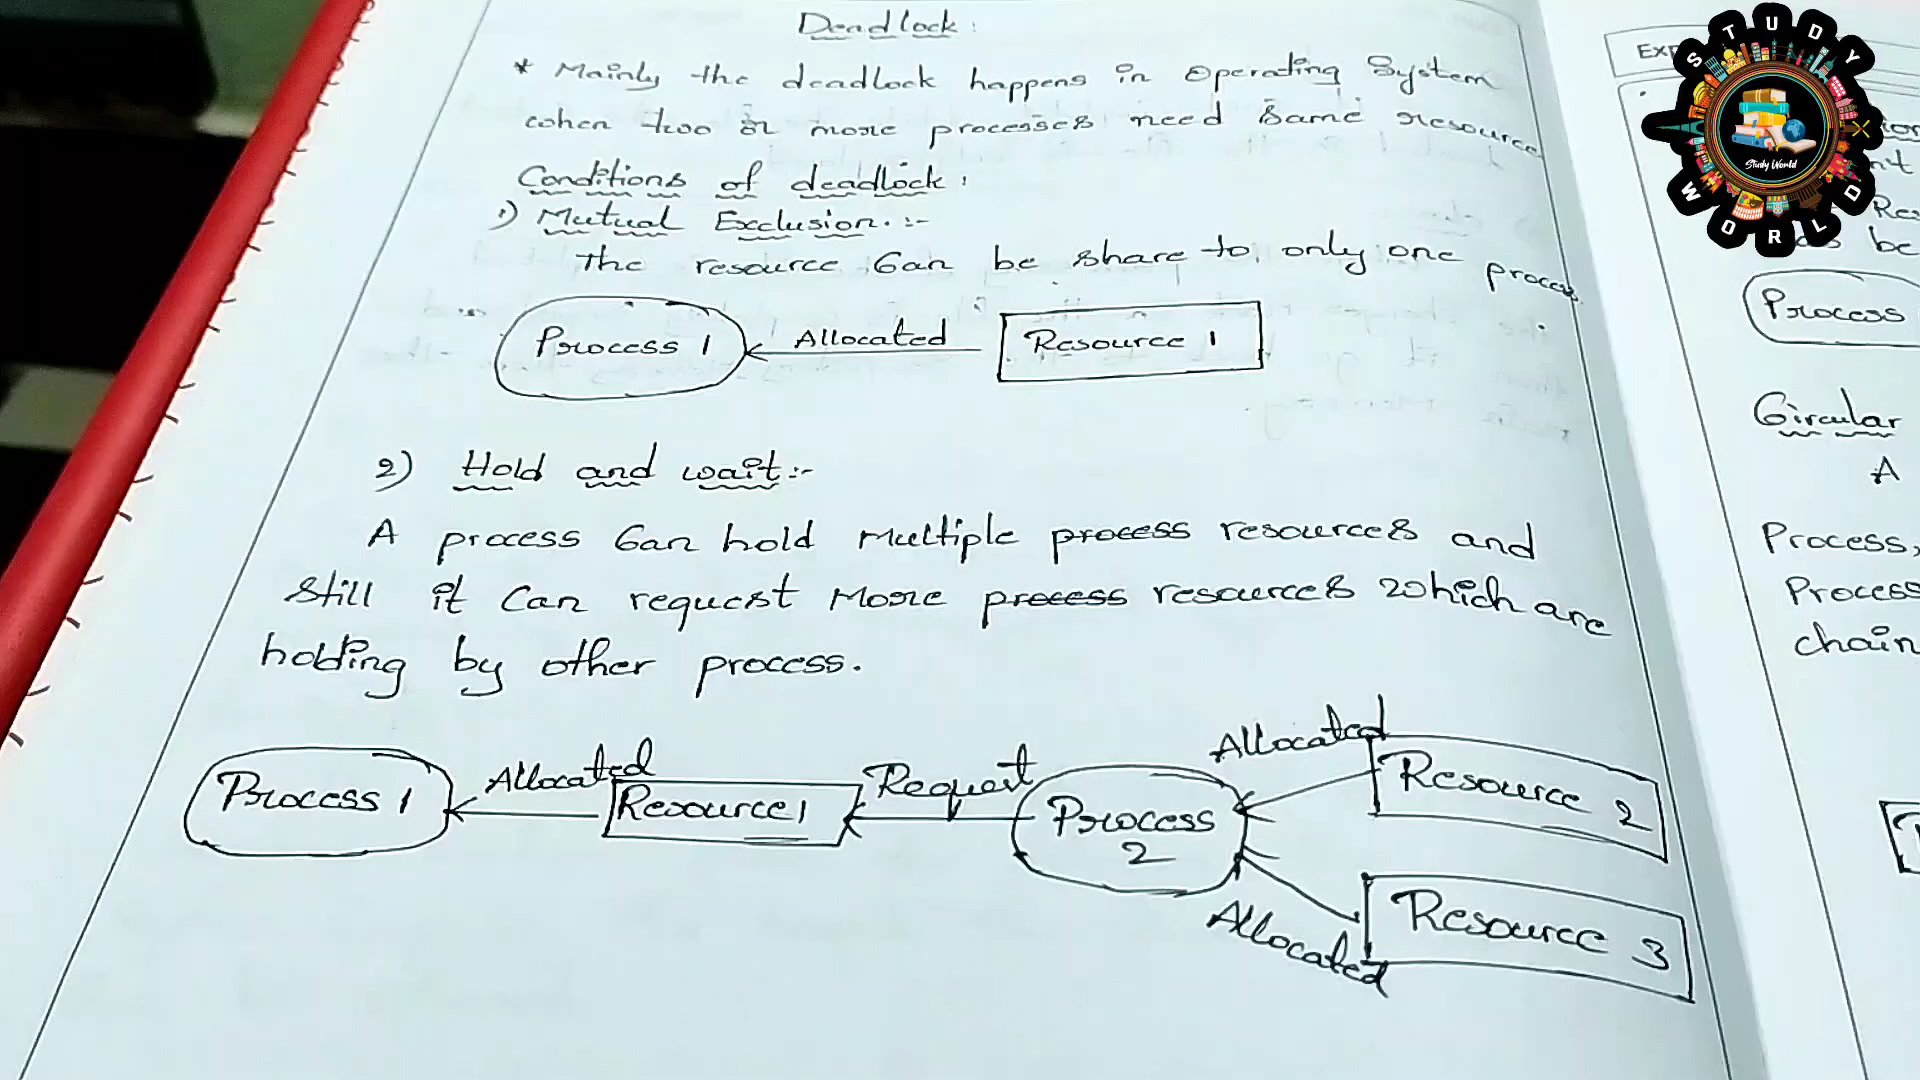 Deadlock:
* Mainly the deadlock happens in Operating System
when two or more processes need same resource
Conditions of deadlock:
1) Mutual Exclusion.:-
The resource can be share to only one process.
Process 1
Allocated
Resource 1
2) Hold and wait:-
A process can hold multiple process resources and
still it can request more process resources which are
holding by other process.
Process 1
Allocated
Resource 1
Request
Process
2
Allocated
Resource 2
Allocated
Resource 3
STUDY
Study World
WORLD
Process
Circular
A
Process,
Process
chain